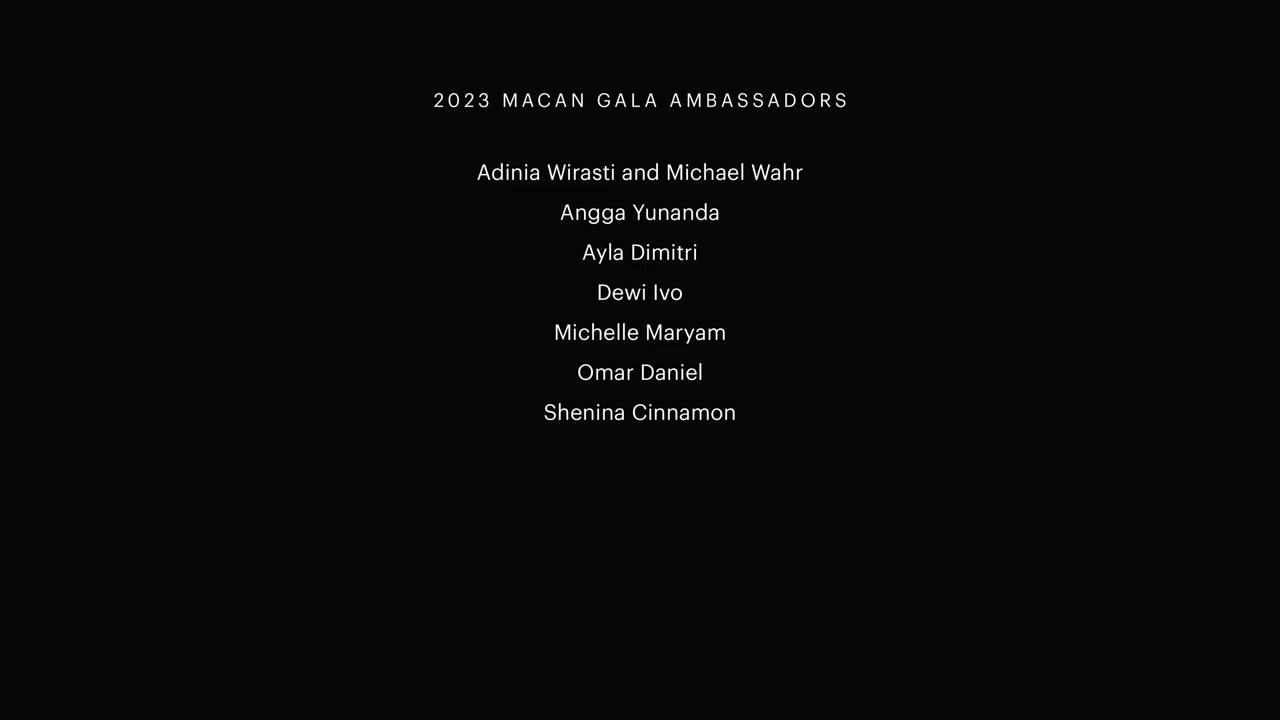 2023 MACAN GALA AMBASSADORS
Adinia Wirasti and Michael Wahr
Angga Yunanda
Ayla Dimitri
Dewi Ivo
Michelle Maryam
Omar Daniel
Shenina Cinnamon